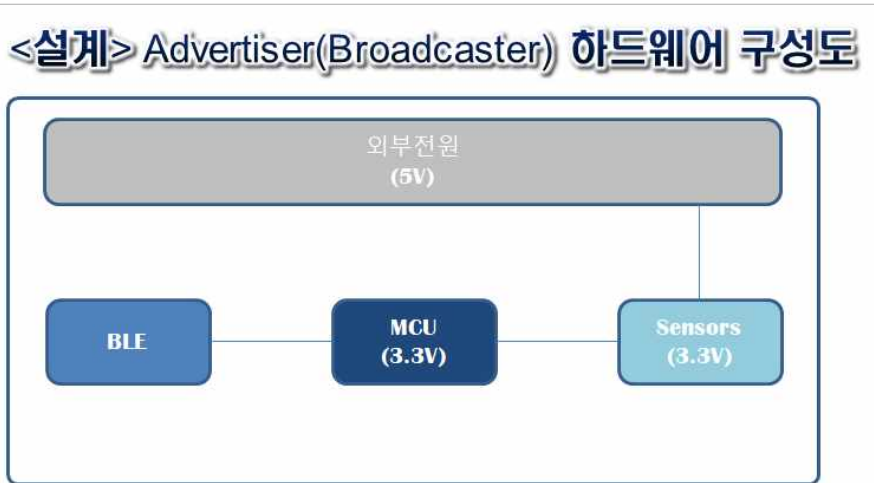 <설계> Advertiser(Broadcaster) 하드웨어 구성도
외부전원
(5V)
BLE
MCU
(3.3V)
Sensors
(3.3V)